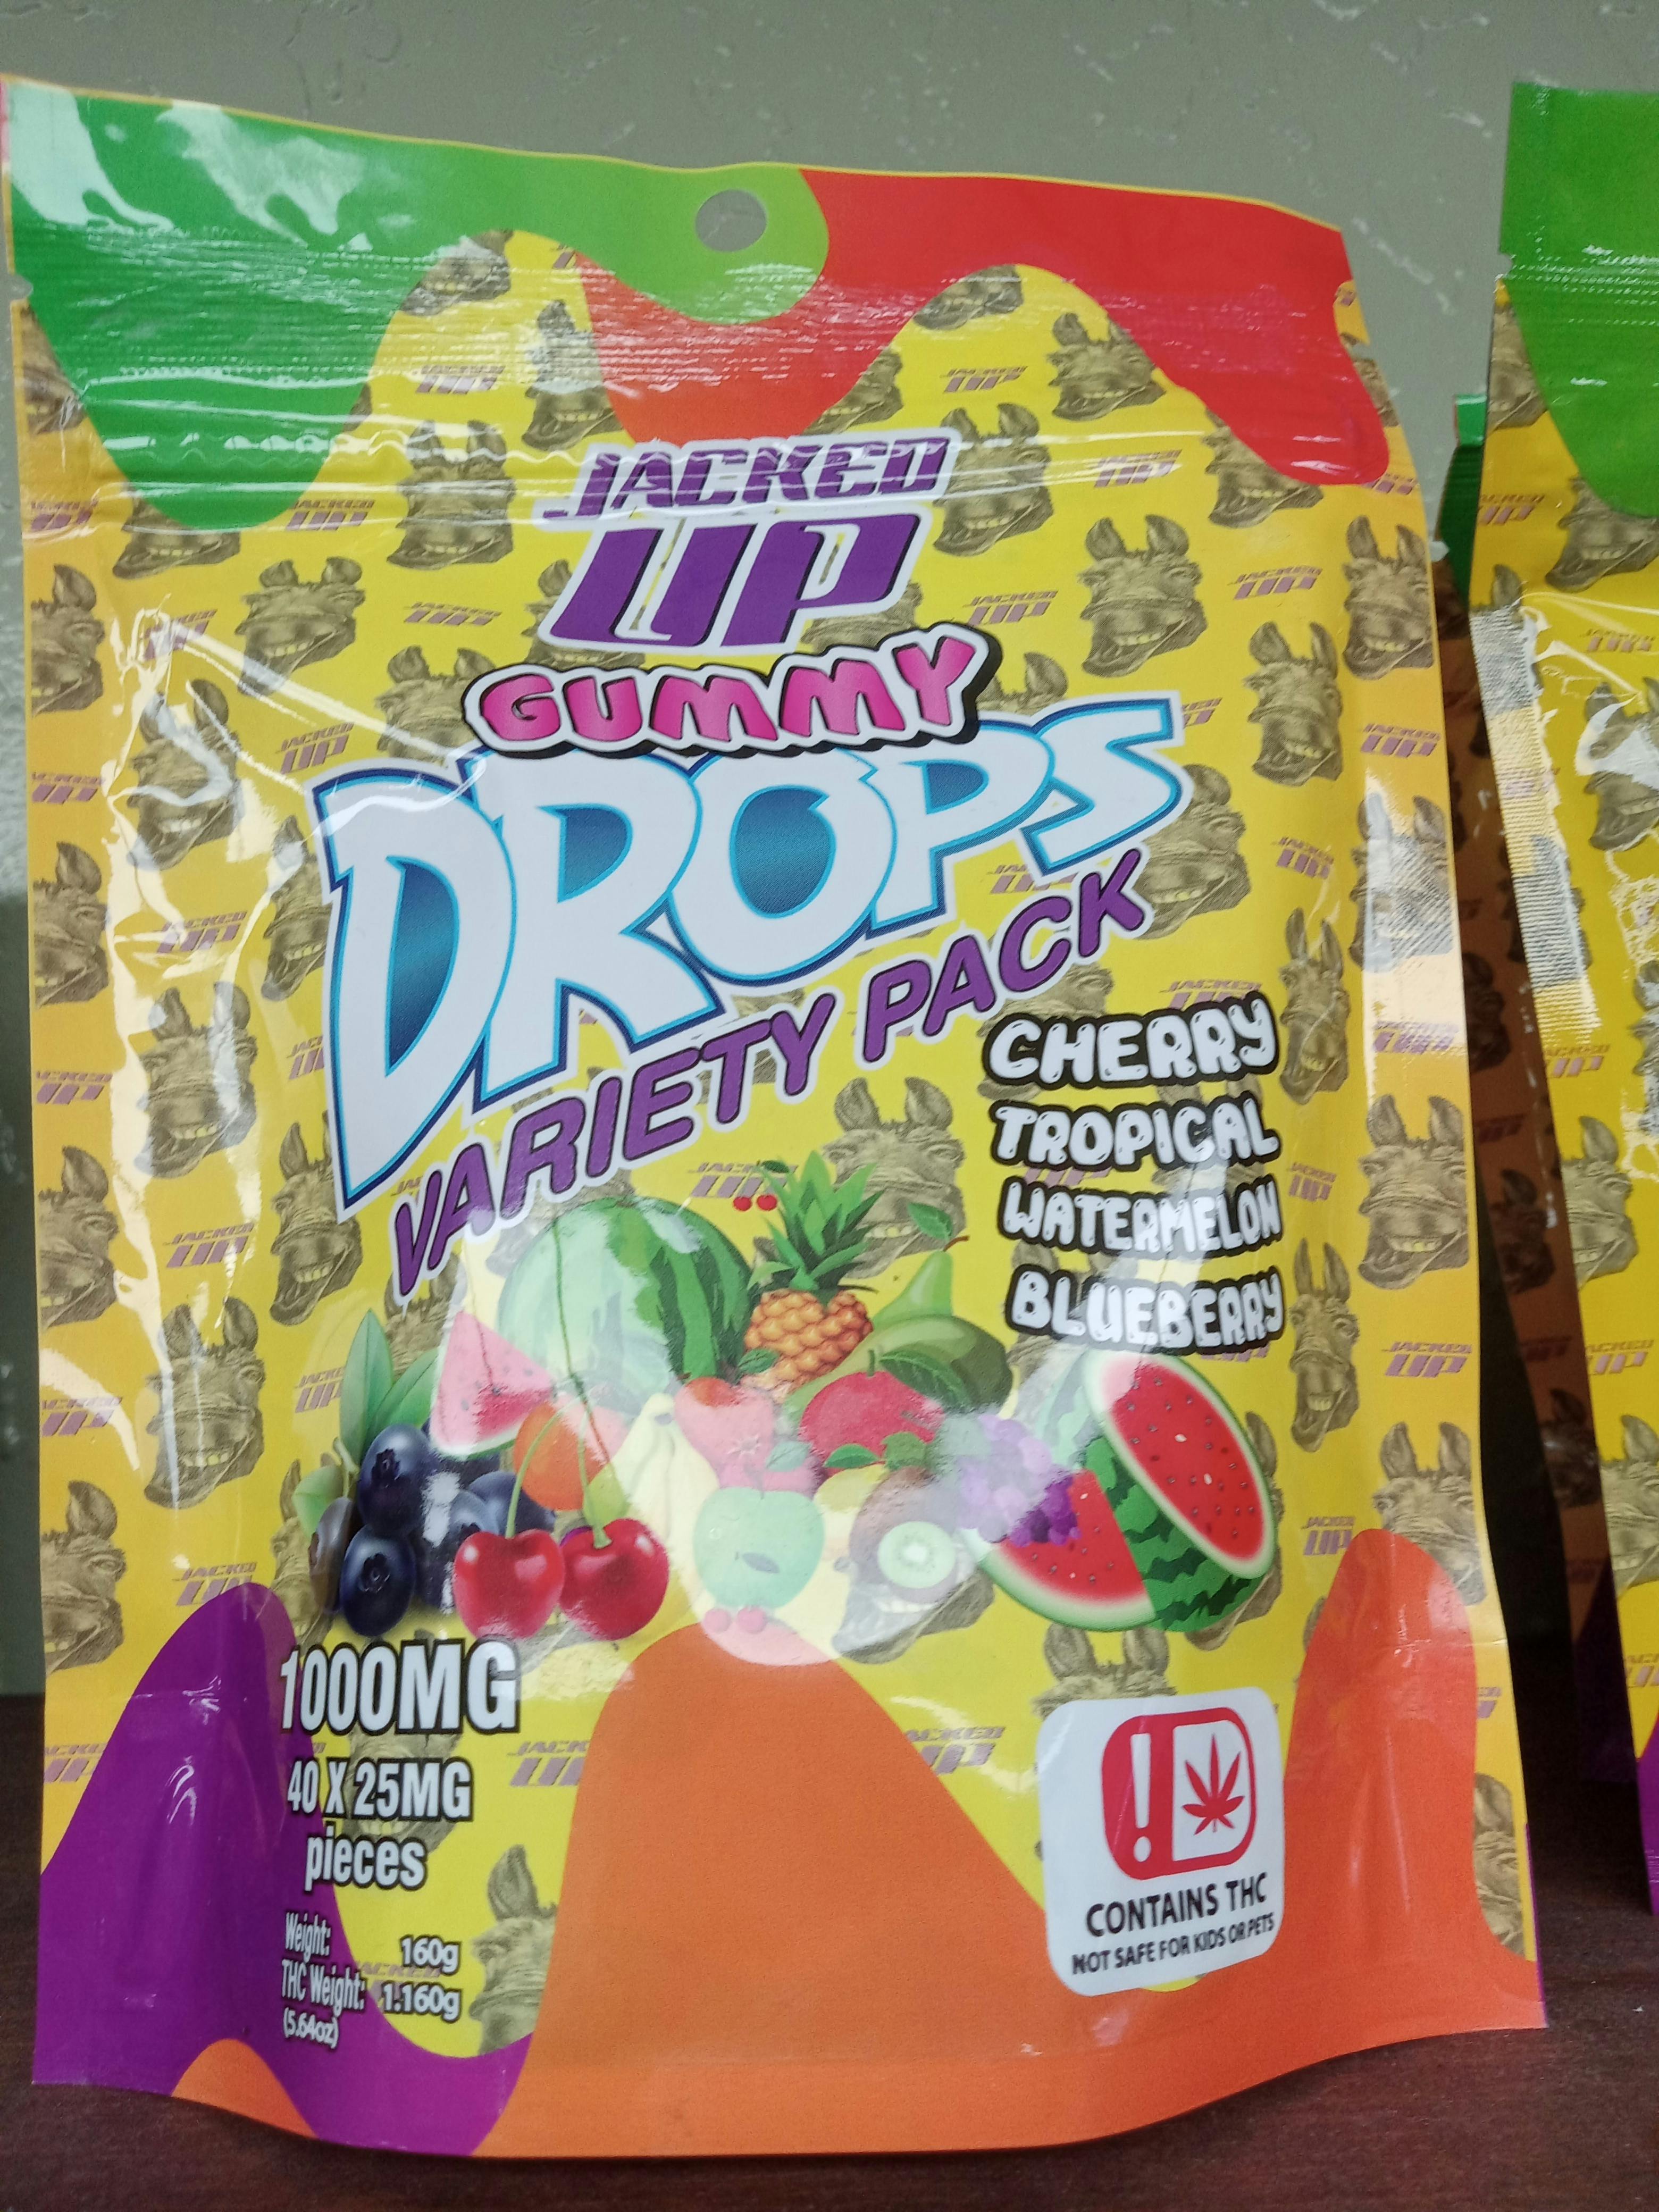 JACKED
UP
GUMMY
DROPS
VARIETY PACK
CHERRY
TROPICAL
WATERMELON
BLUEBERRY
1000MG
40 X 25MG
pieces
Weight: 160g
THC Weight: 1.160g
(5.64oz)
!
CONTAINS THC
NOT SAFE FOR KIDS OR PETS